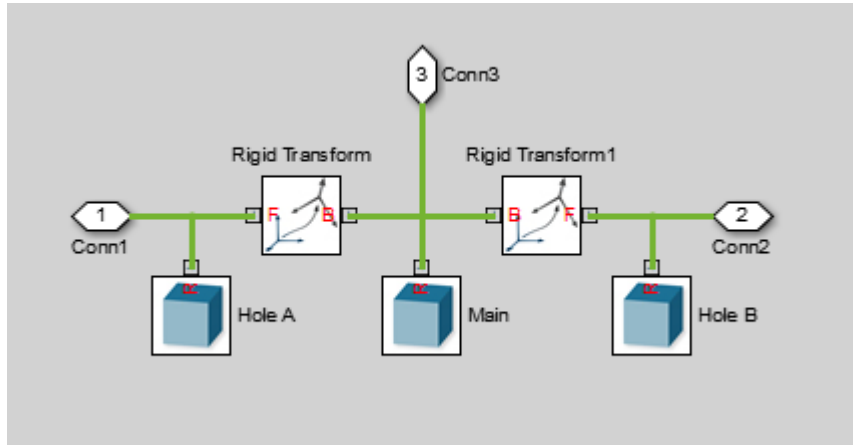 3 Conn3
Rigid Transform Rigid Transform1
1 F B B F 2
Conn1 Conn2
R R R
Hole A Main Hole B